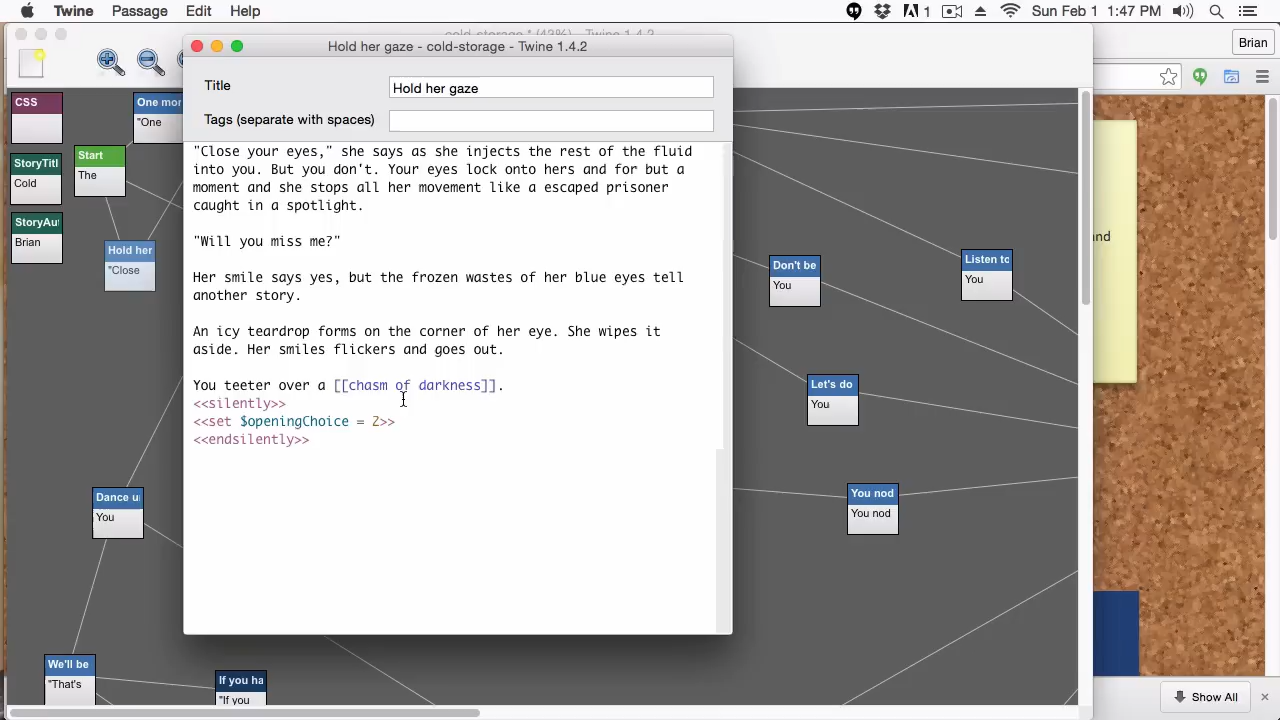 Twine Passage Edit Help
1 Sun Feb 1 1:47 PM
Brian
Hold her gaze - cold-storage - Twine 1.4.2
Title
Hold her gaze
Tags (separate with spaces)
"Close your eyes," she says as she injects the rest of the fluid
into you. But you don't. Your eyes lock onto hers and for but a
moment and she stops all her movement like a escaped prisoner
caught in a spotlight.
"Will you miss me?"
Her smile says yes, but the frozen wastes of her blue eyes tell
another story.
An icy teardrop forms on the corner of her eye. She wipes it
aside. Her smiles flickers and goes out.
You teeter over a [[chasm of darkness]].
<<silently>>
<<set $openingChoice = 2>>
<<endsilently>>
CSS
One mor
"One
StoryTitl
Cold
Start
The
StoryAu
Brian
Hold her
"Close
Dance u
You
We'll be
"That's
If you ha
"If you
Don't be
You
Listen to
You
Let's do
You
You nod
You nod
and
Show All